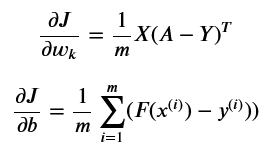 ∂J/∂w_k = 1/m X(A − Y)^T
∂J/∂b = 1/m ∑_{i=1}^{m} (F(x^{(i)}) − y^{(i)}))